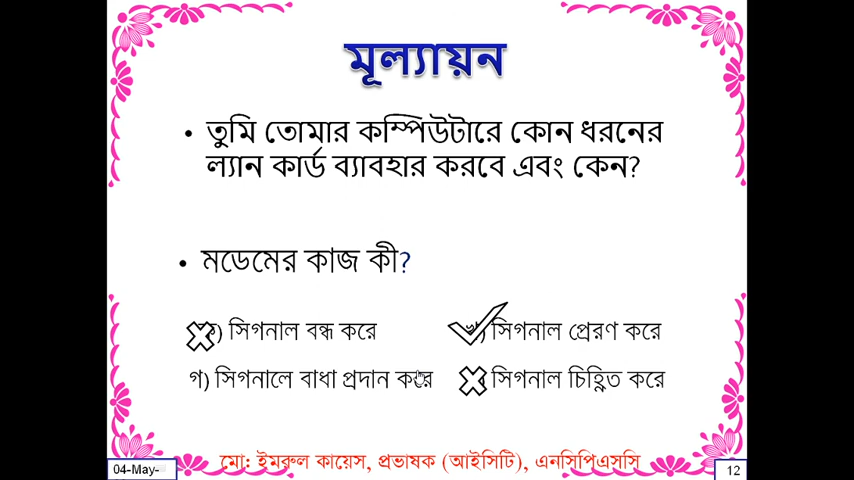 মূল্যায়ন
• তুমি তোমার কম্পিউটারে কোন ধরনের
ল্যান কার্ড ব্যাবহার করবে এবং কেন?
• মডেমের কাজ কী?
) সিগনাল বন্ধ করে ) সিগনাল প্রেরণ করে
গ) সিগনালে বাধা প্রদান করে সিগনাল চিহ্নিত করে
04-May- মো: ইমরুল কায়েস, প্রভাষক (আইসিটি), এনসিপিএসসি 12